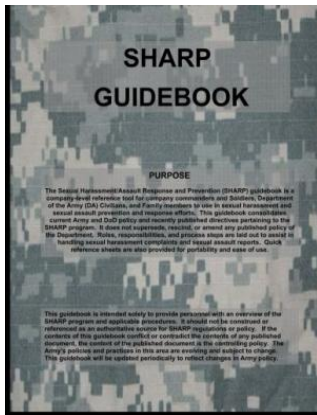 SHARP
GUIDEBOOK
PURPOSE
The Sexual Harassment/Assault Response and Prevention (SHARP) guidebook is a
company-level reference tool for company commanders and Soldiers, Department
of the Army (DA) Civilians, and Family members to use in sexual harassment and
sexual assault prevention and response efforts. This guidebook consolidates
current Army and DoD policy and recently published directives pertaining to the
SHARP program. It does not supersede, rescind, or amend any published policy of
the Department. Roles, responsibilities, and process steps are laid out to assist in
handling sexual harassment complaints and sexual assault reports. Quick
reference sheets are also provided for portability and ease of use.
This guidebook is intended solely to provide personnel with an overview of the
SHARP program and applicable procedures. It should not be construed or
referenced as an authoritative source for SHARP regulations or policy. If the
contents of this guidebook conflict or contradict the contents of any published
document, the content of the published document is the controlling policy. The
Army's policies and practices in this area are evolving and subject to change.
This guidebook will be updated periodically to reflect changes in Army policy.